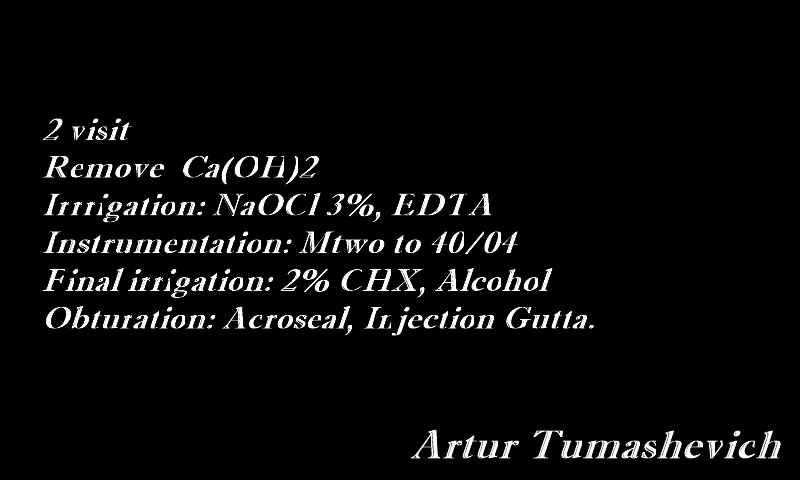 2 visit
Remove Ca(OH)2
Irrrigation: NaOCl 3%, EDTA
Instrumentation: Mtwo to 40/04
Final irrigation: 2% CHX, Alcohol
Obturation: Acroseal, Injection Gutta.
Artur Tumashevich